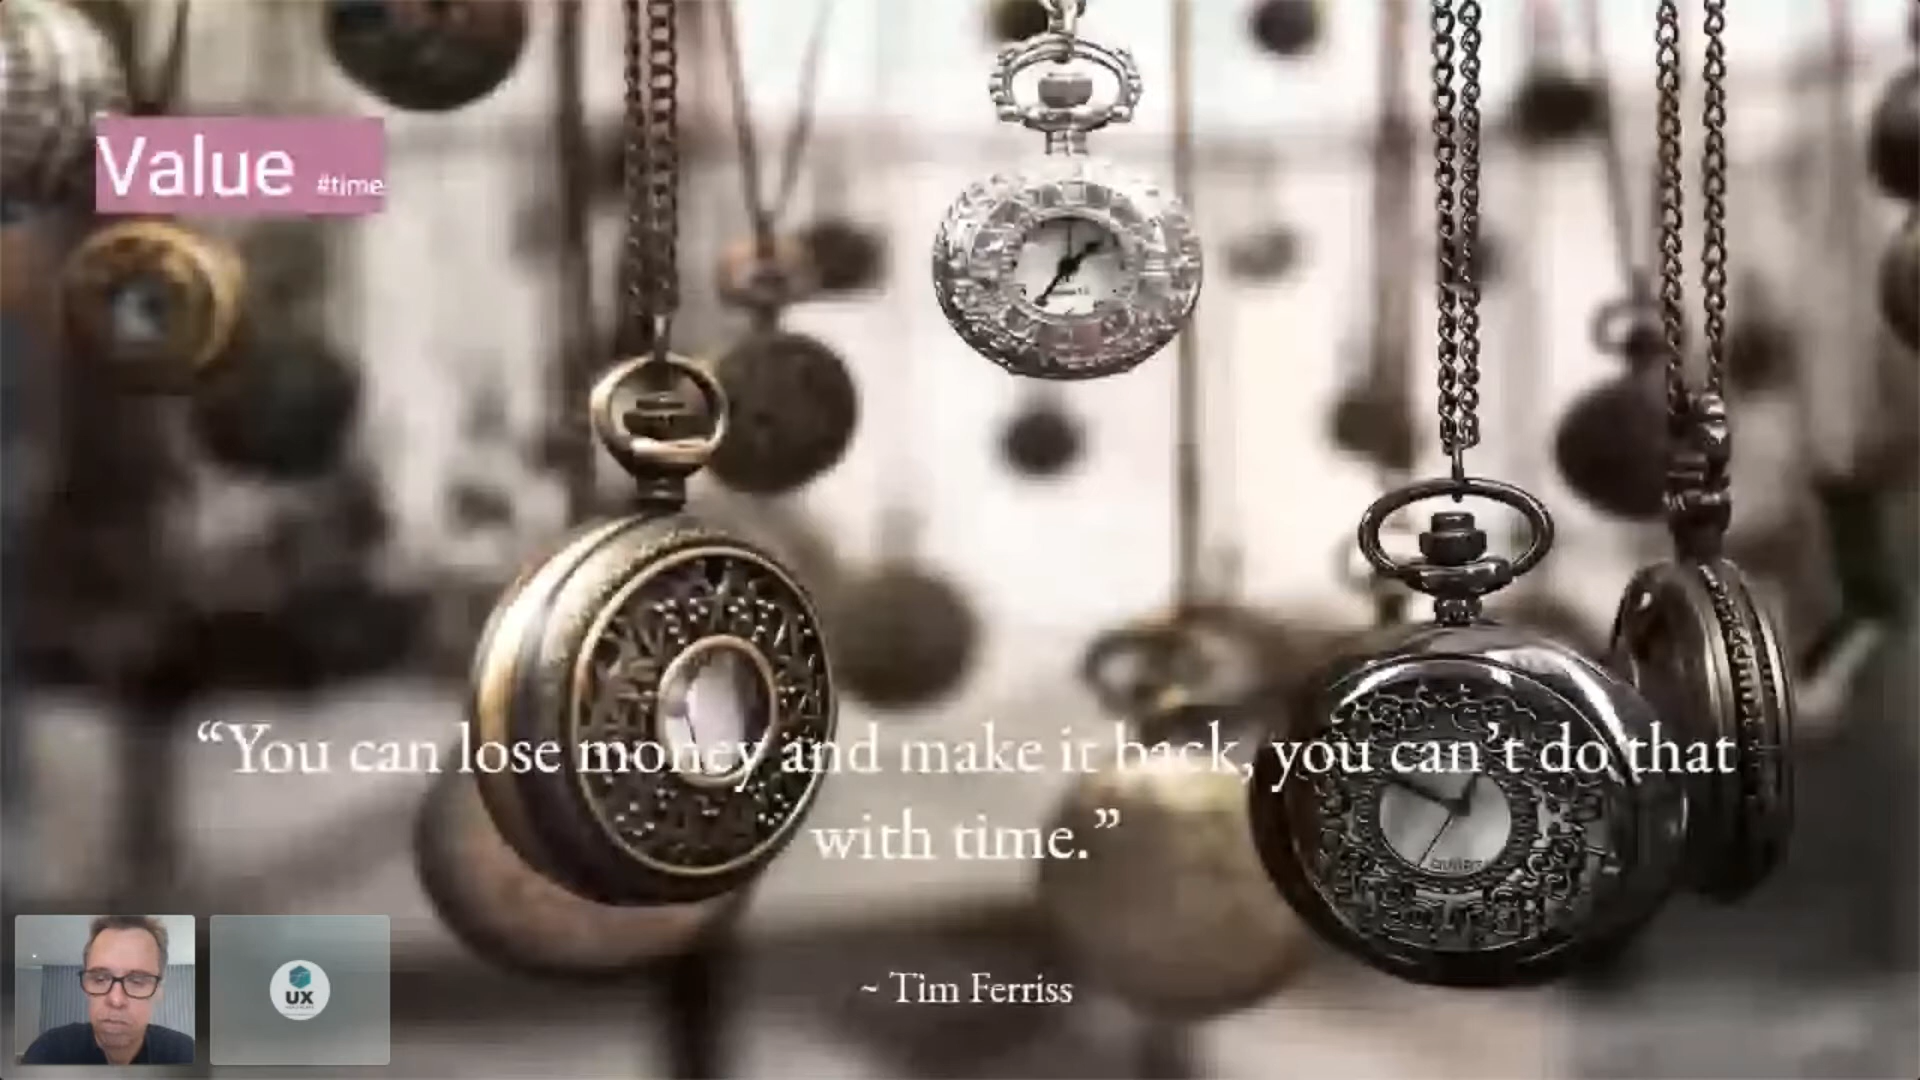 Value #time
“You can lose money and make it back, you can’t do that
with time.”
~ Tim Ferriss
UX